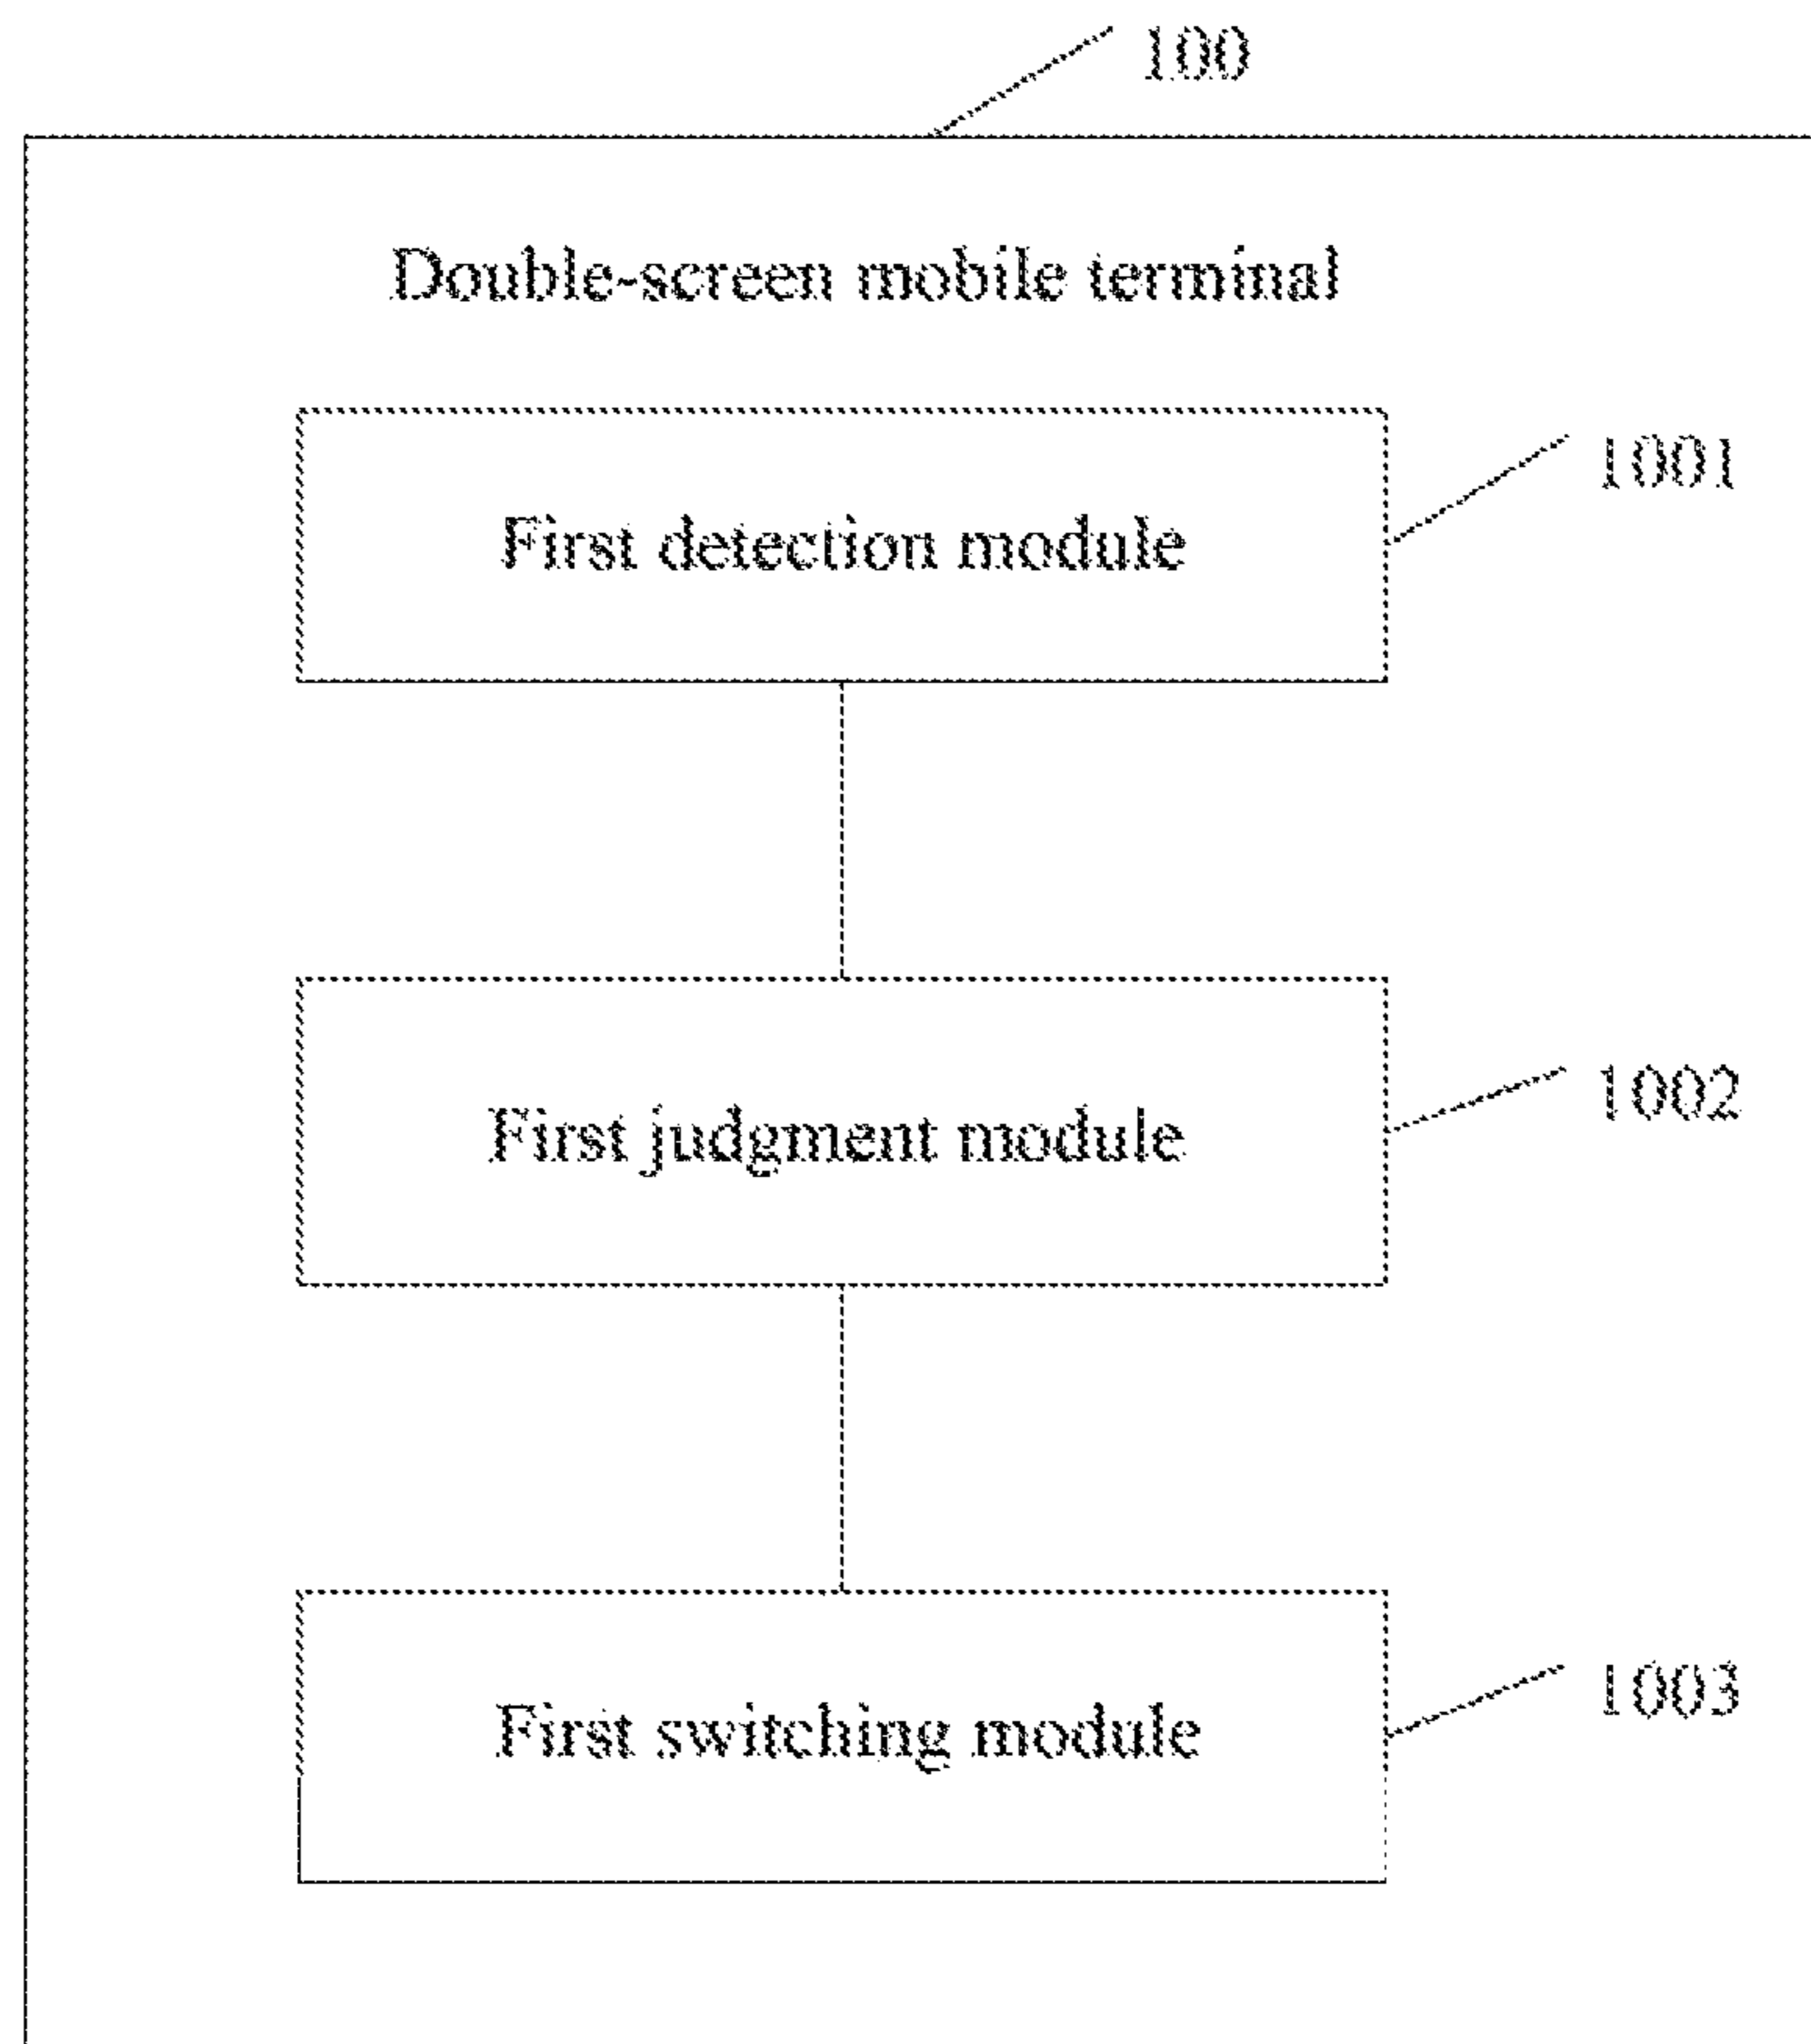 100
Double-screen mobile terminal
1001
First detection module
1002
First judgment module
1003
First switching module